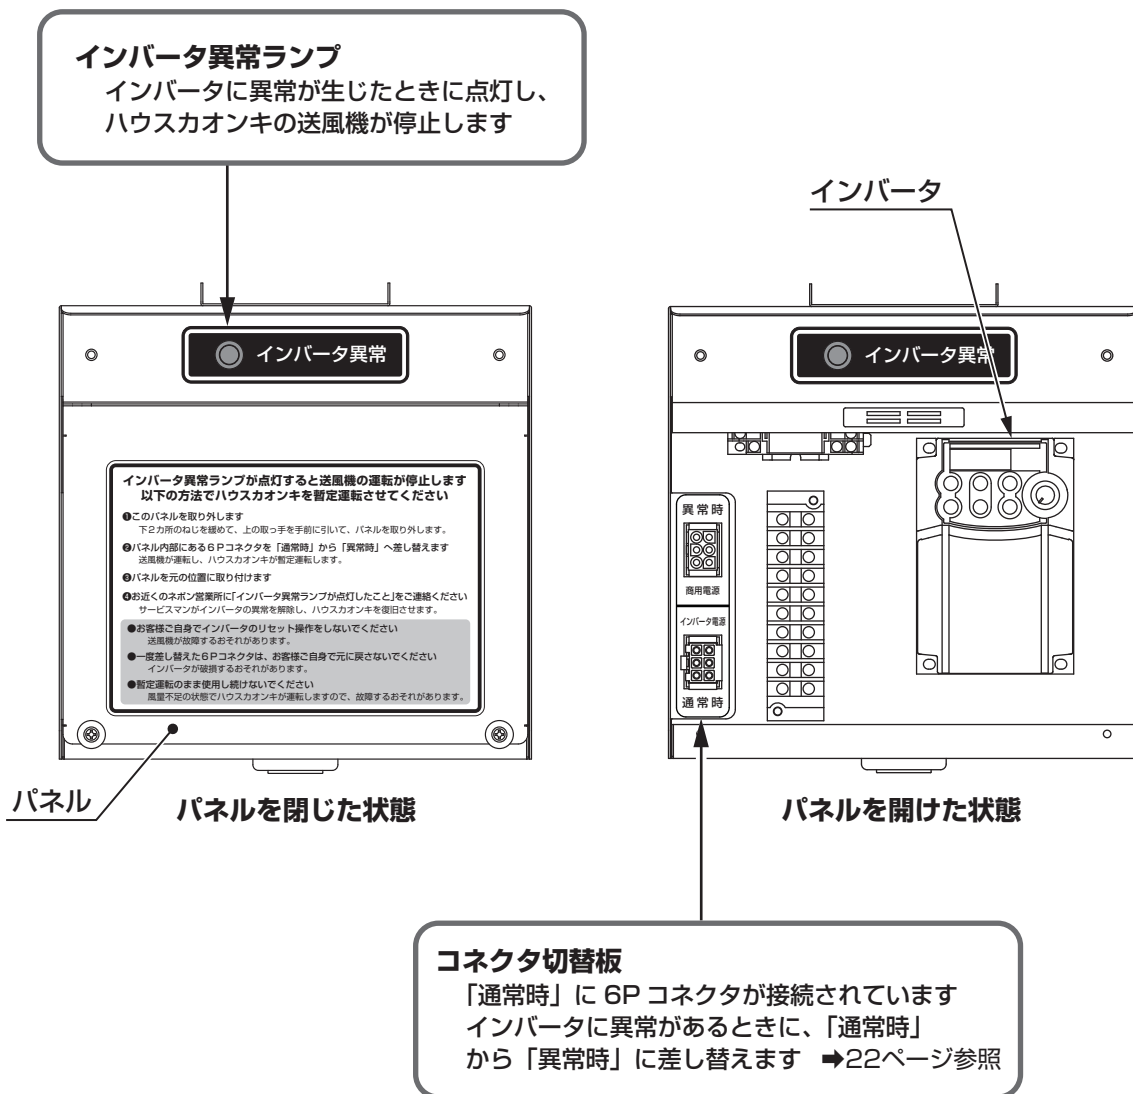 インバータ異常ランプ
インバータに異常が生じたときに点灯し、
ハウスカオンキの送風機が停止します
インバータ
インバータ異常
インバータ異常ランプが点灯すると送風機の運転が停止します
以下の方法でハウスカオンキを暫定運転させてください
❶このパネルを取り外します
下2カ所のねじを緩めて、上の取っ手を手前に引いて、パネルを取り外します。
❷パネル内部にある6Pコネクタを「通常時」から「異常時」へ差し替えます
送風機が運転し、ハウスカオンキが暫定運転します。
❸パネルを元の位置に取り付けます
❹お近くのネポン営業所に「インバータ異常ランプが点灯したこと」をご連絡ください
サービスマンがインバータの異常を解除し、ハウスカオンキを復旧させます。
●お客様ご自身でインバータのリセット操作をしないでください
送風機が故障するおそれがあります。
●一度差し替えた6Pコネクタは、お客様ご自身で元に戻さないでください
インバータが破損するおそれがあります。
●暫定運転のまま使用し続けないでください
風量不足の状態でハウスカオンキが運転しますので、故障するおそれがあります。
パネル
パネルを閉じた状態
インバータ異常
異常時
商用電源
インバータ電源
通常時
パネルを開けた状態
コネクタ切替板
「通常時」に 6P コネクタが接続されています
インバータに異常があるときに、「通常時」
から「異常時」に差し替えます ➡22ページ参照